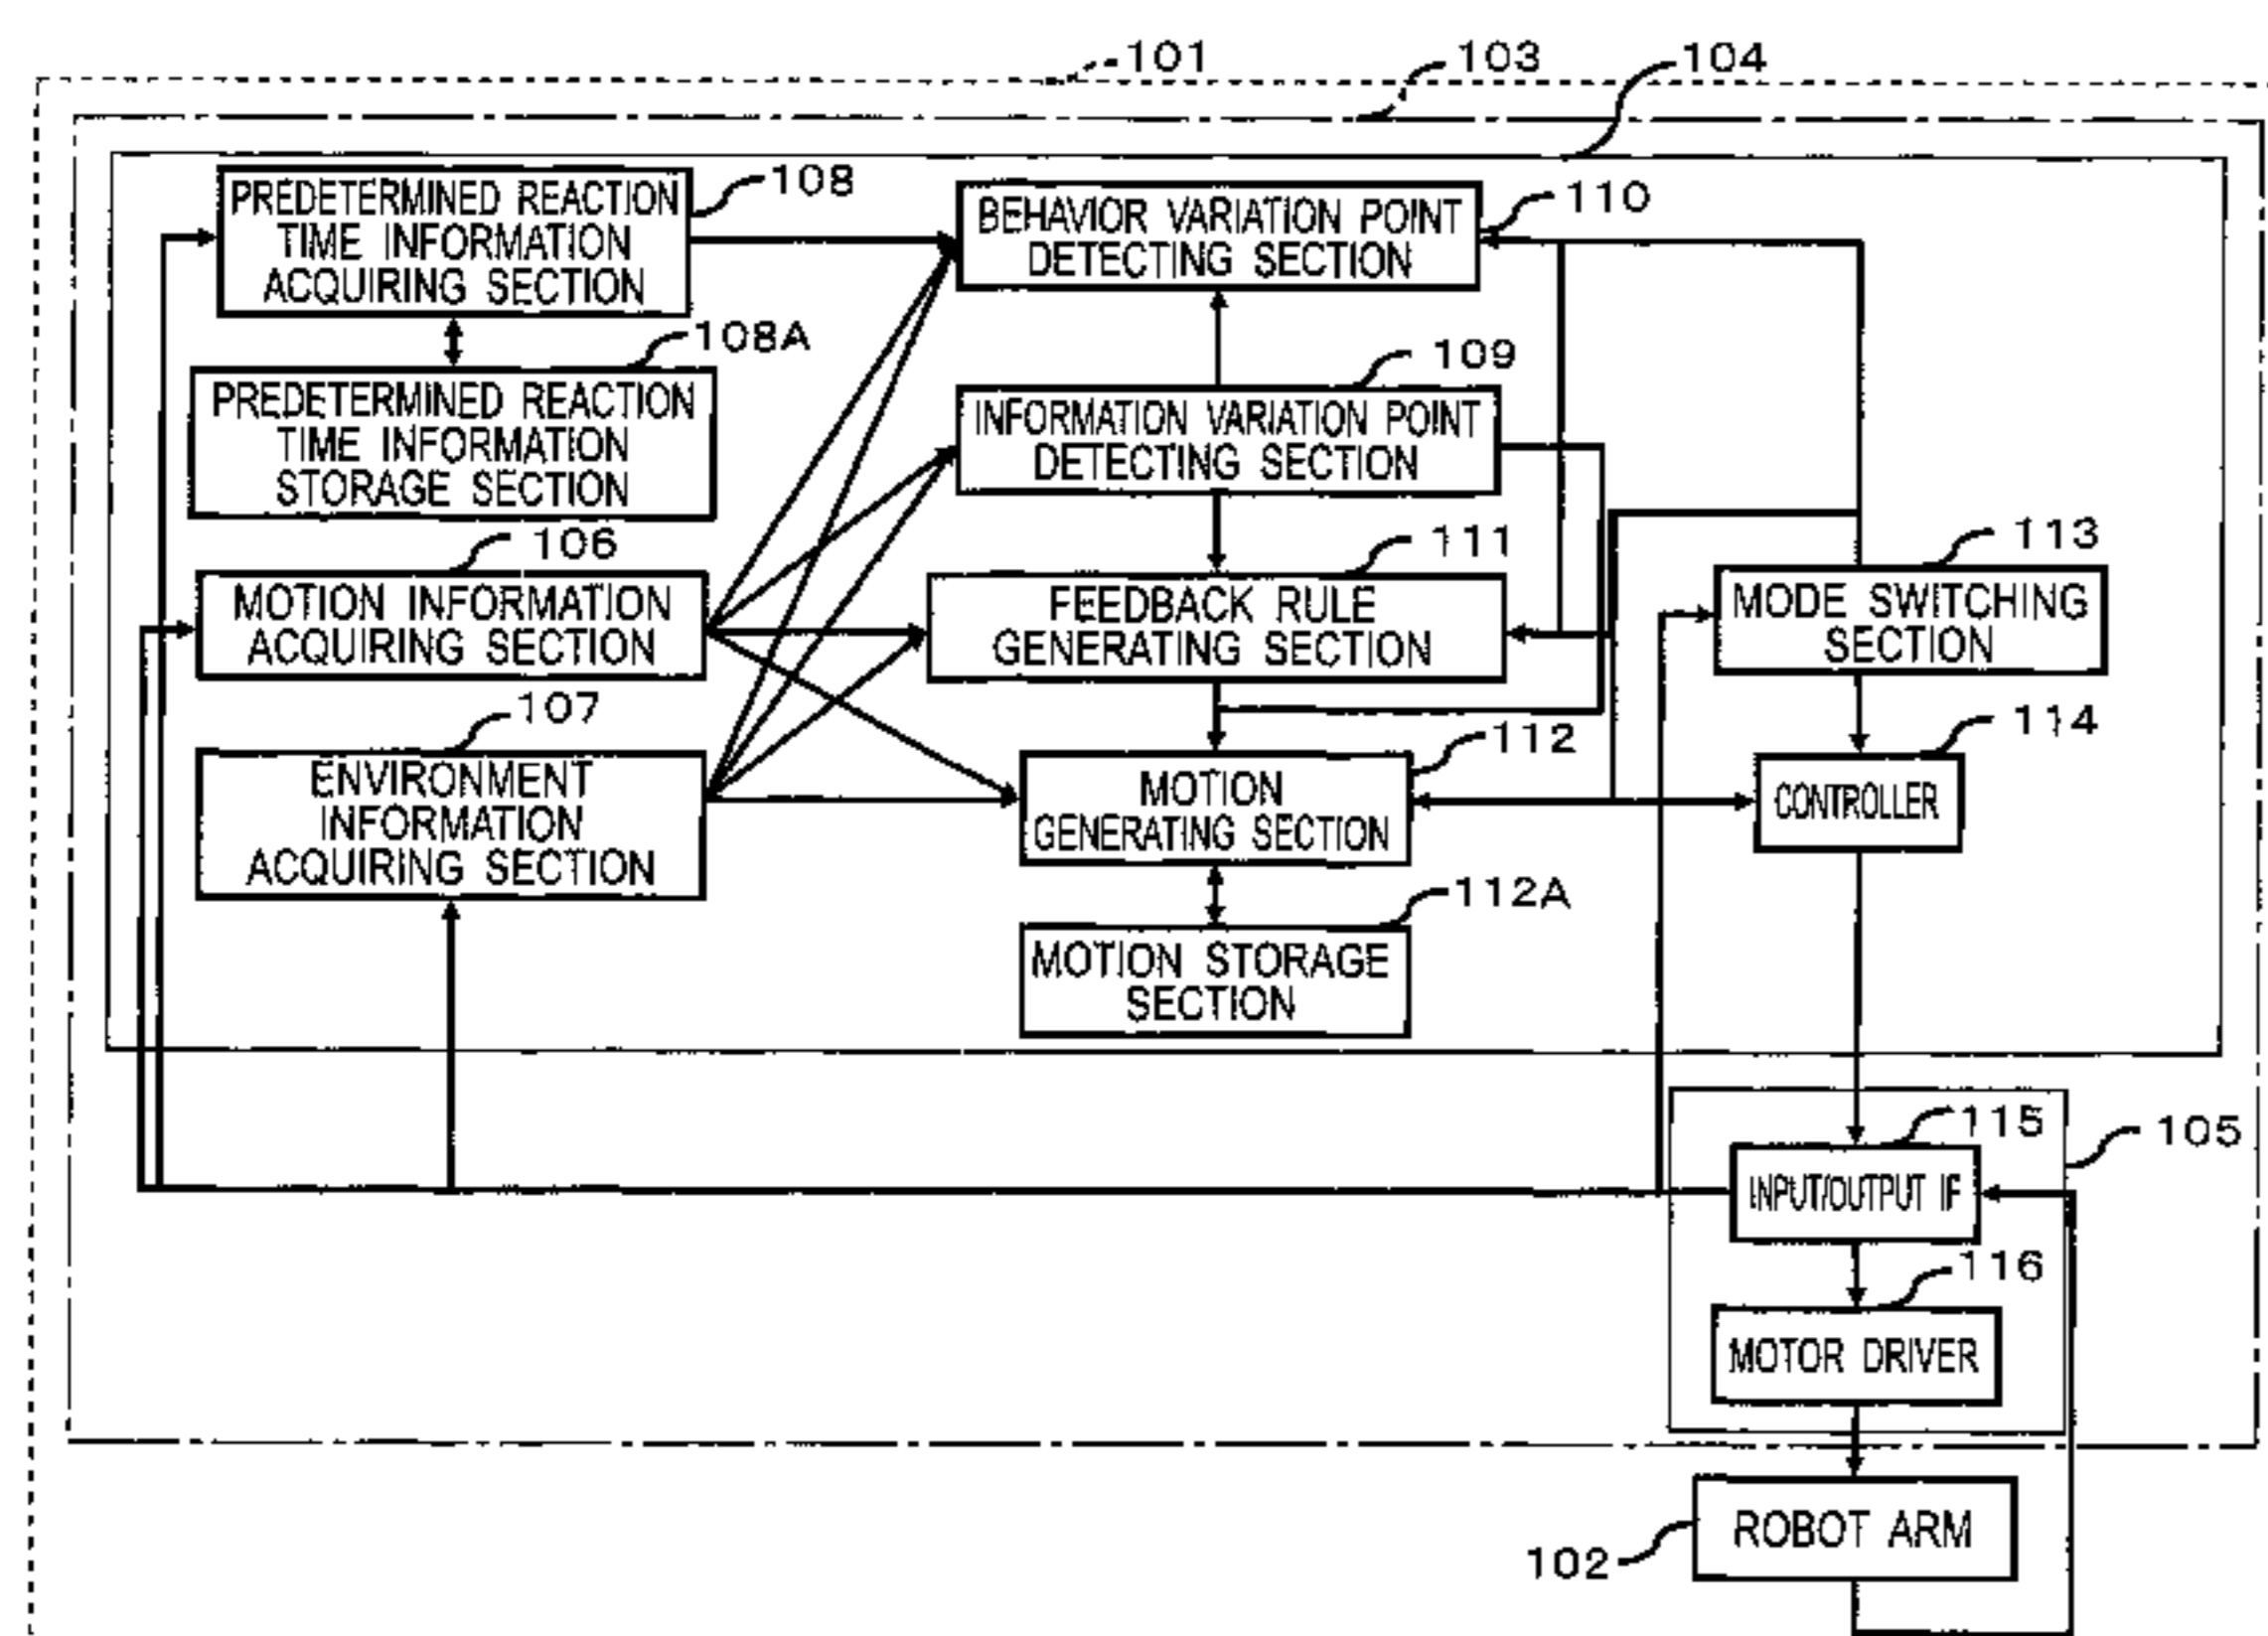 101
103
104
PREDETERMINED REACTION
TIME INFORMATION
ACQUIRING SECTION
108
BEHAVIOR VARIATION POINT
DETECTING SECTION
110
108A
PREDETERMINED REACTION
TIME INFORMATION
STORAGE SECTION
109
INFORMATION VARIATION POINT
DETECTING SECTION
106
MOTION INFORMATION
ACQUIRING SECTION
111
FEEDBACK RULE
GENERATING SECTION
113
MODE SWITCHING
SECTION
107
ENVIRONMENT
INFORMATION
ACQUIRING SECTION
112
MOTION
GENERATING SECTION
114
CONTROLLER
112A
MOTION STORAGE
SECTION
115
105
INPUT/OUTPUT IF
116
MOTOR DRIVER
102
ROBOT ARM